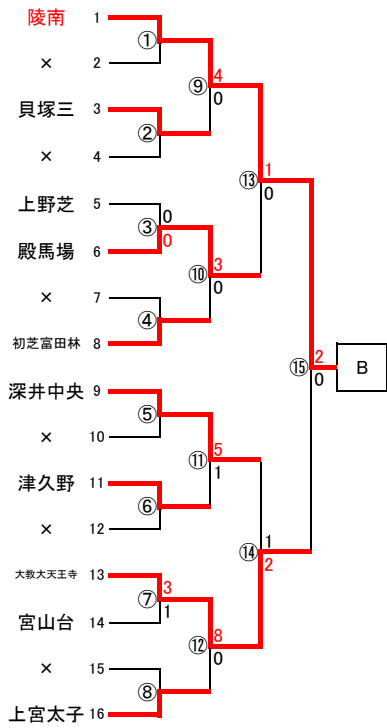 陵南 1
①
× 2
⑨ 4
0
貝塚三 3
②
× 4
⑬ 1
0
上野芝 5
③ 0
0
殿馬場 6
⑩ 3
0
× 7
④
初芝富田林 8
⑮ 2
0
B
深井中央 9
⑤
× 10
⑪ 5
1
津久野 11
⑥
× 12
⑭ 1
2
大教大天王寺 13
⑦ 3
1
宮山台 14
⑫ 8
0
× 15
⑧
上宮太子 16